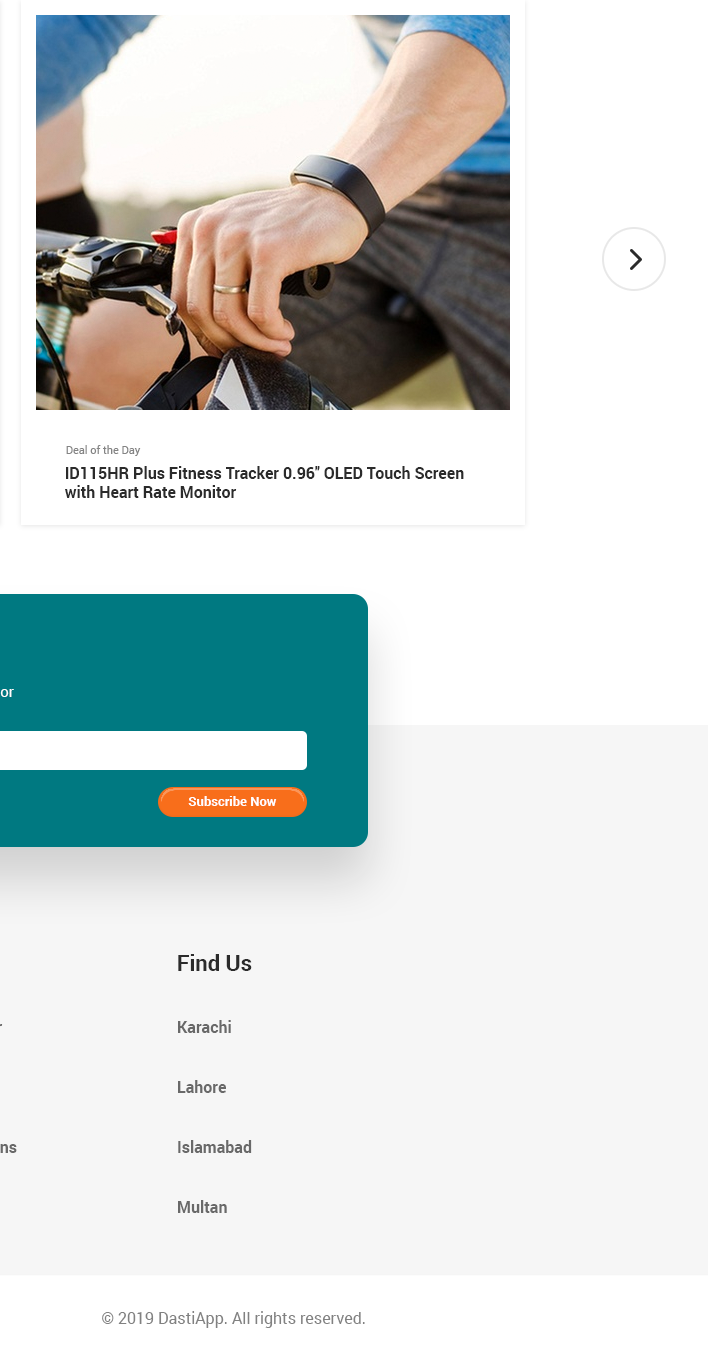 Deal of the Day
ID115HR Plus Fitness Tracker 0.96” OLED Touch Screen
with Heart Rate Monitor
or
Subscribe Now
Find Us
Karachi
Lahore
ns
Islamabad
Multan
© 2019 DastiApp. All rights reserved.